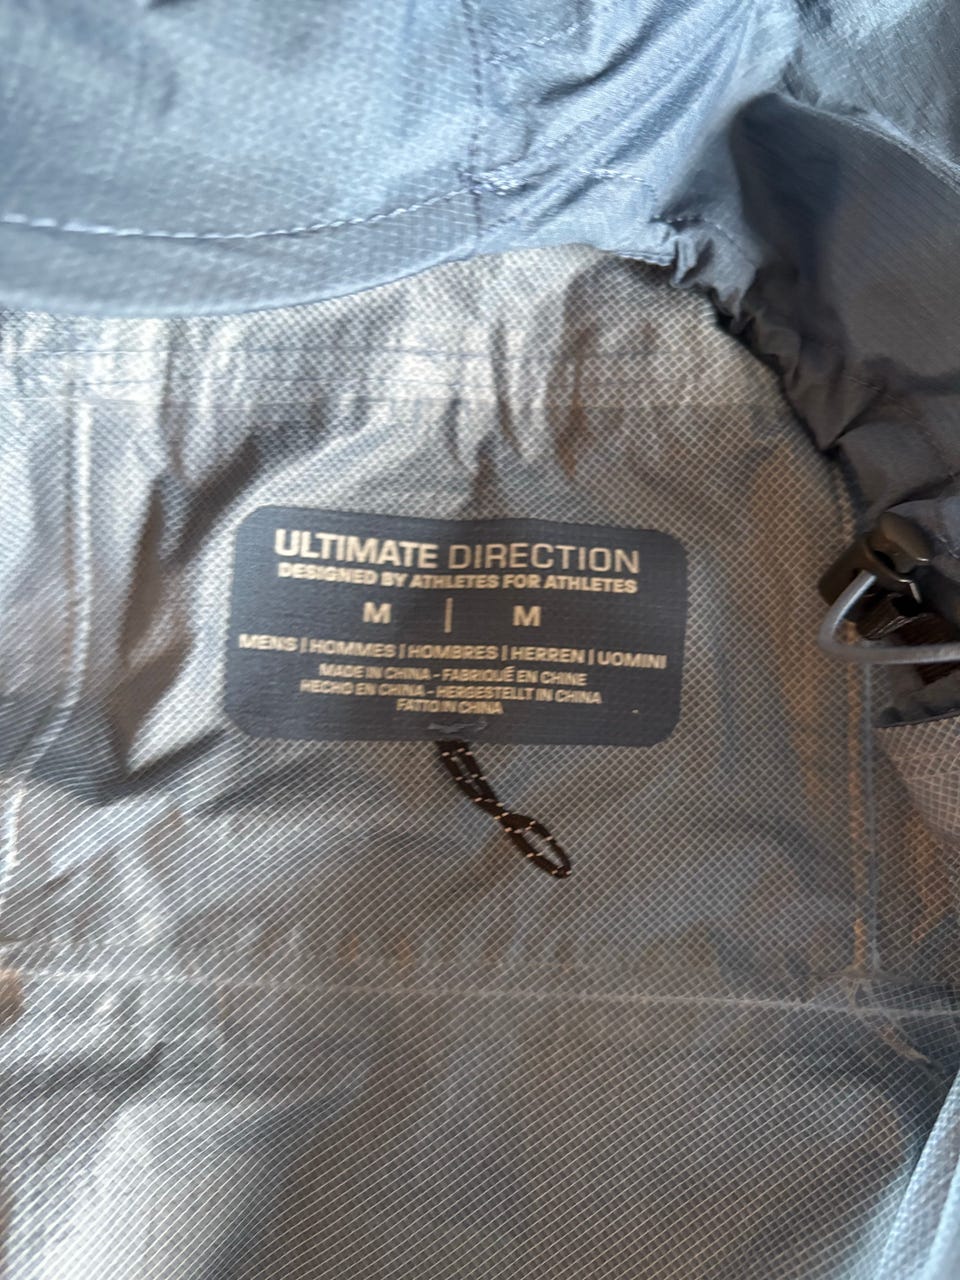 ULTIMATE DIRECTION
DESIGNED BY ATHLETES FOR ATHLETES
M | M
MENS | HOMMES | HOMBRES | HERREN | UOMINI
MADE IN CHINA - FABRIQUÉ EN CHINE
HECHO EN CHINA - HERGESTELLT IN CHINA
FATTO IN CHINA